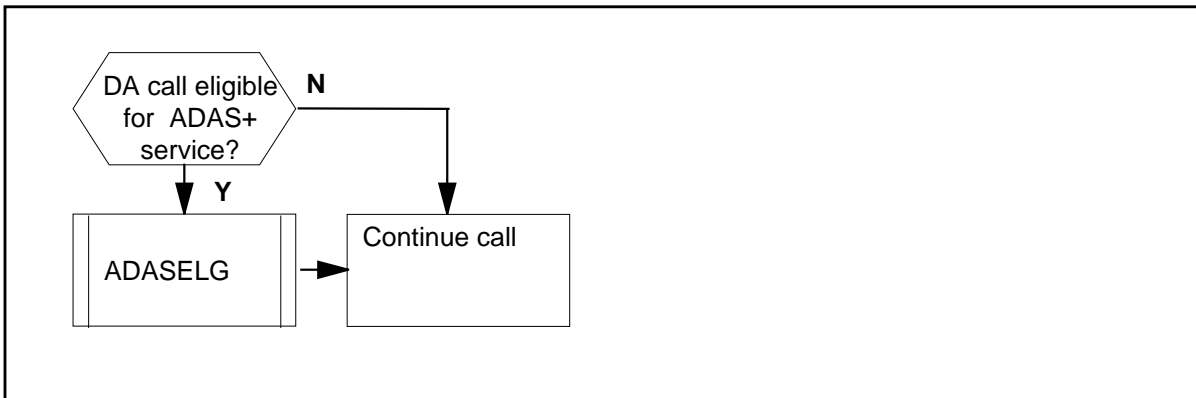 DA call eligible
for ADAS+
service?
N
Y
ADASELG
Continue call